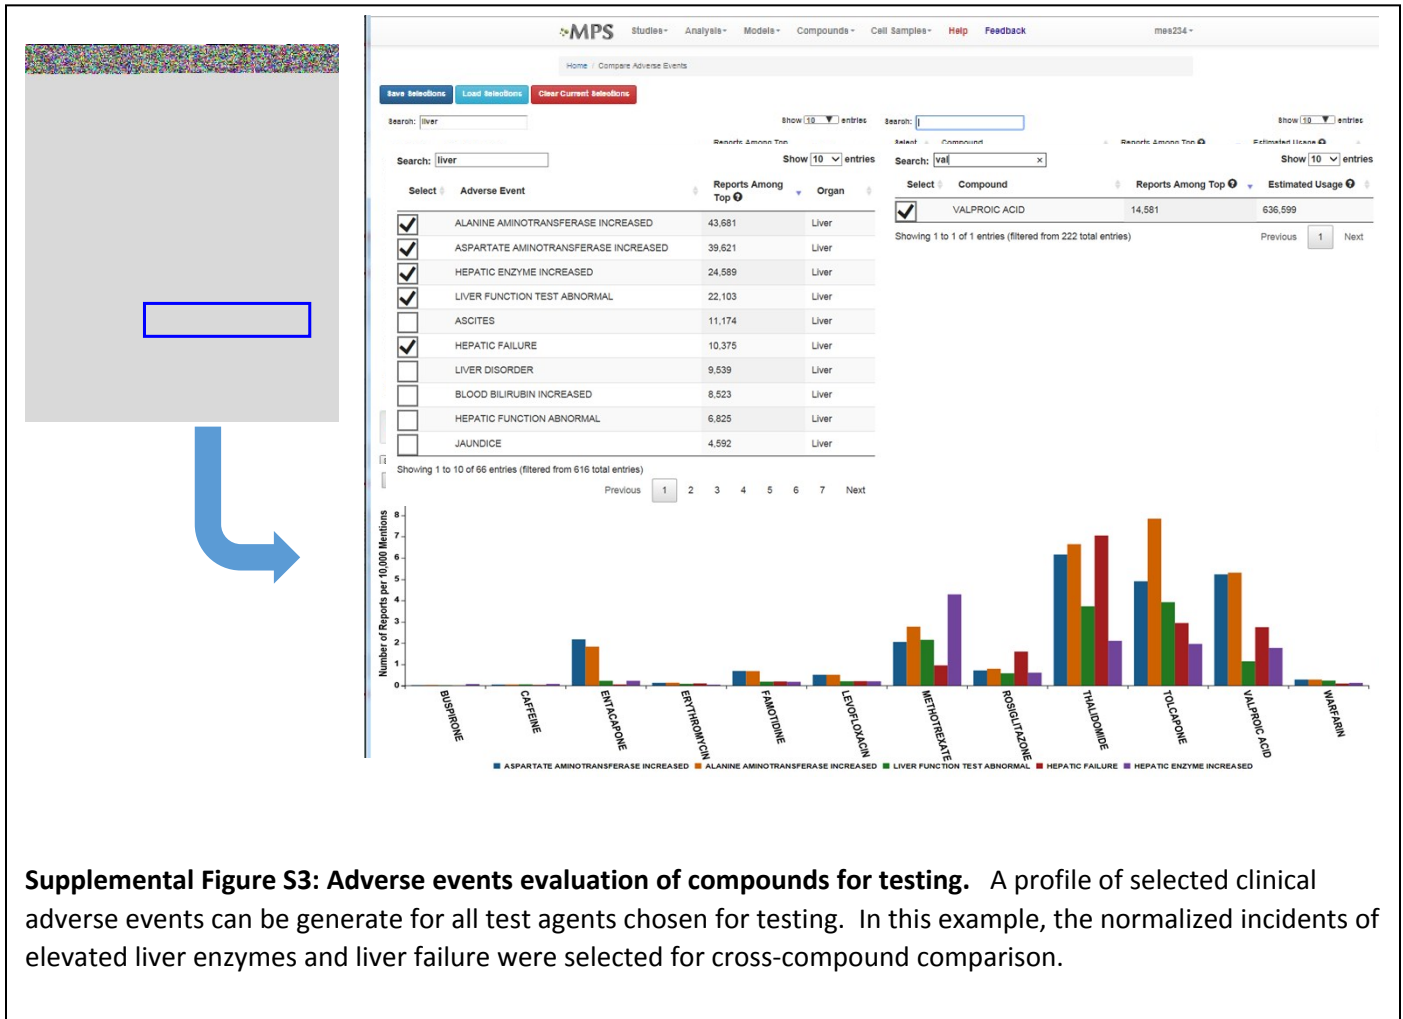 MPS Studies Analysis Models Compounds Cell Samples Help Feedback mea234
Home / Compare Adverse Events
Save Selections Load Selections Clear Current Selections
Search: liver Show 10 entries Search: Show 10 entries
Reports Among Top Select Compound Reports Among Top Estimated Usage
Search: liver Show 10 entries Search: val × Show 10 entries
Select Adverse Event Reports Among Top Organ Select Compound Reports Among Top Estimated Usage
ALANINE AMINOTRANSFERASE INCREASED 43,681 Liver VALPROIC ACID 14,581 636,599
ASPARTATE AMINOTRANSFERASE INCREASED 39,621 Liver Showing 1 to 1 of 1 entries (filtered from 222 total entries) Previous 1 Next
HEPATIC ENZYME INCREASED 24,589 Liver
LIVER FUNCTION TEST ABNORMAL 22,103 Liver
ASCITES 11,174 Liver
HEPATIC FAILURE 10,375 Liver
LIVER DISORDER 9,539 Liver
BLOOD BILIRUBIN INCREASED 8,523 Liver
HEPATIC FUNCTION ABNORMAL 6,825 Liver
JAUNDICE 4,592 Liver
Showing 1 to 10 of 66 entries (filtered from 616 total entries)
Previous 1 2 3 4 5 6 7 Next
Number of Reports per 10,000 Mentions
8
7
6
5
4
3
2
1
0
BUSPIRONE CAFFEINE ENTACAPONE ERYTHROMYCIN FAMOTIDINE LEVOFLOXACIN METHOTREXATE ROSIGLITAZONE THALIDOMIDE TOLCAPONE VALPROIC ACID WARFARIN
ASPARTATE AMINOTRANSFERASE INCREASED ALANINE AMINOTRANSFERASE INCREASED LIVER FUNCTION TEST ABNORMAL HEPATIC FAILURE HEPATIC ENZYME INCREASED
Supplemental Figure S3: Adverse events evaluation of compounds for testing. A profile of selected clinical
adverse events can be generate for all test agents chosen for testing. In this example, the normalized incidents of
elevated liver enzymes and liver failure were selected for cross-compound comparison.